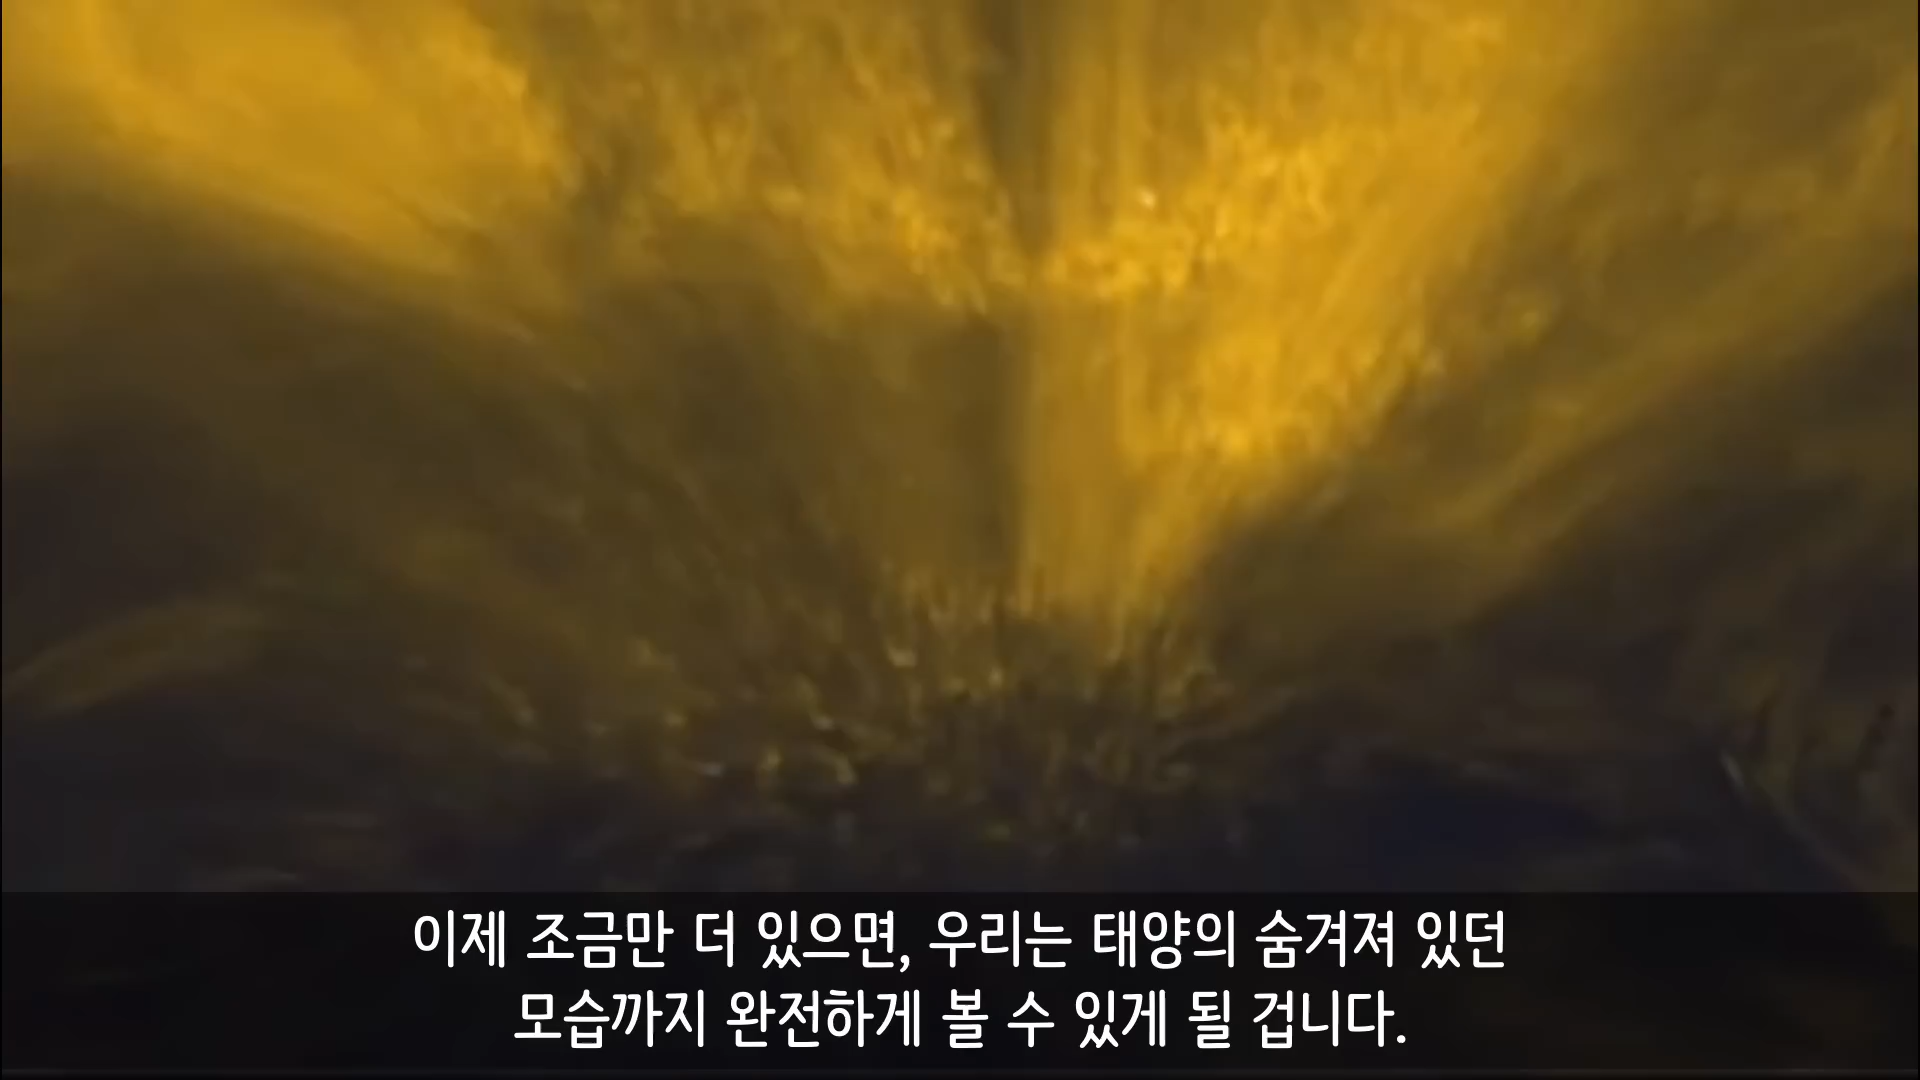 이제 조금만 더 있으면, 우리는 태양의 숨겨져 있던
모습까지 완전하게 볼 수 있게 될 겁니다.